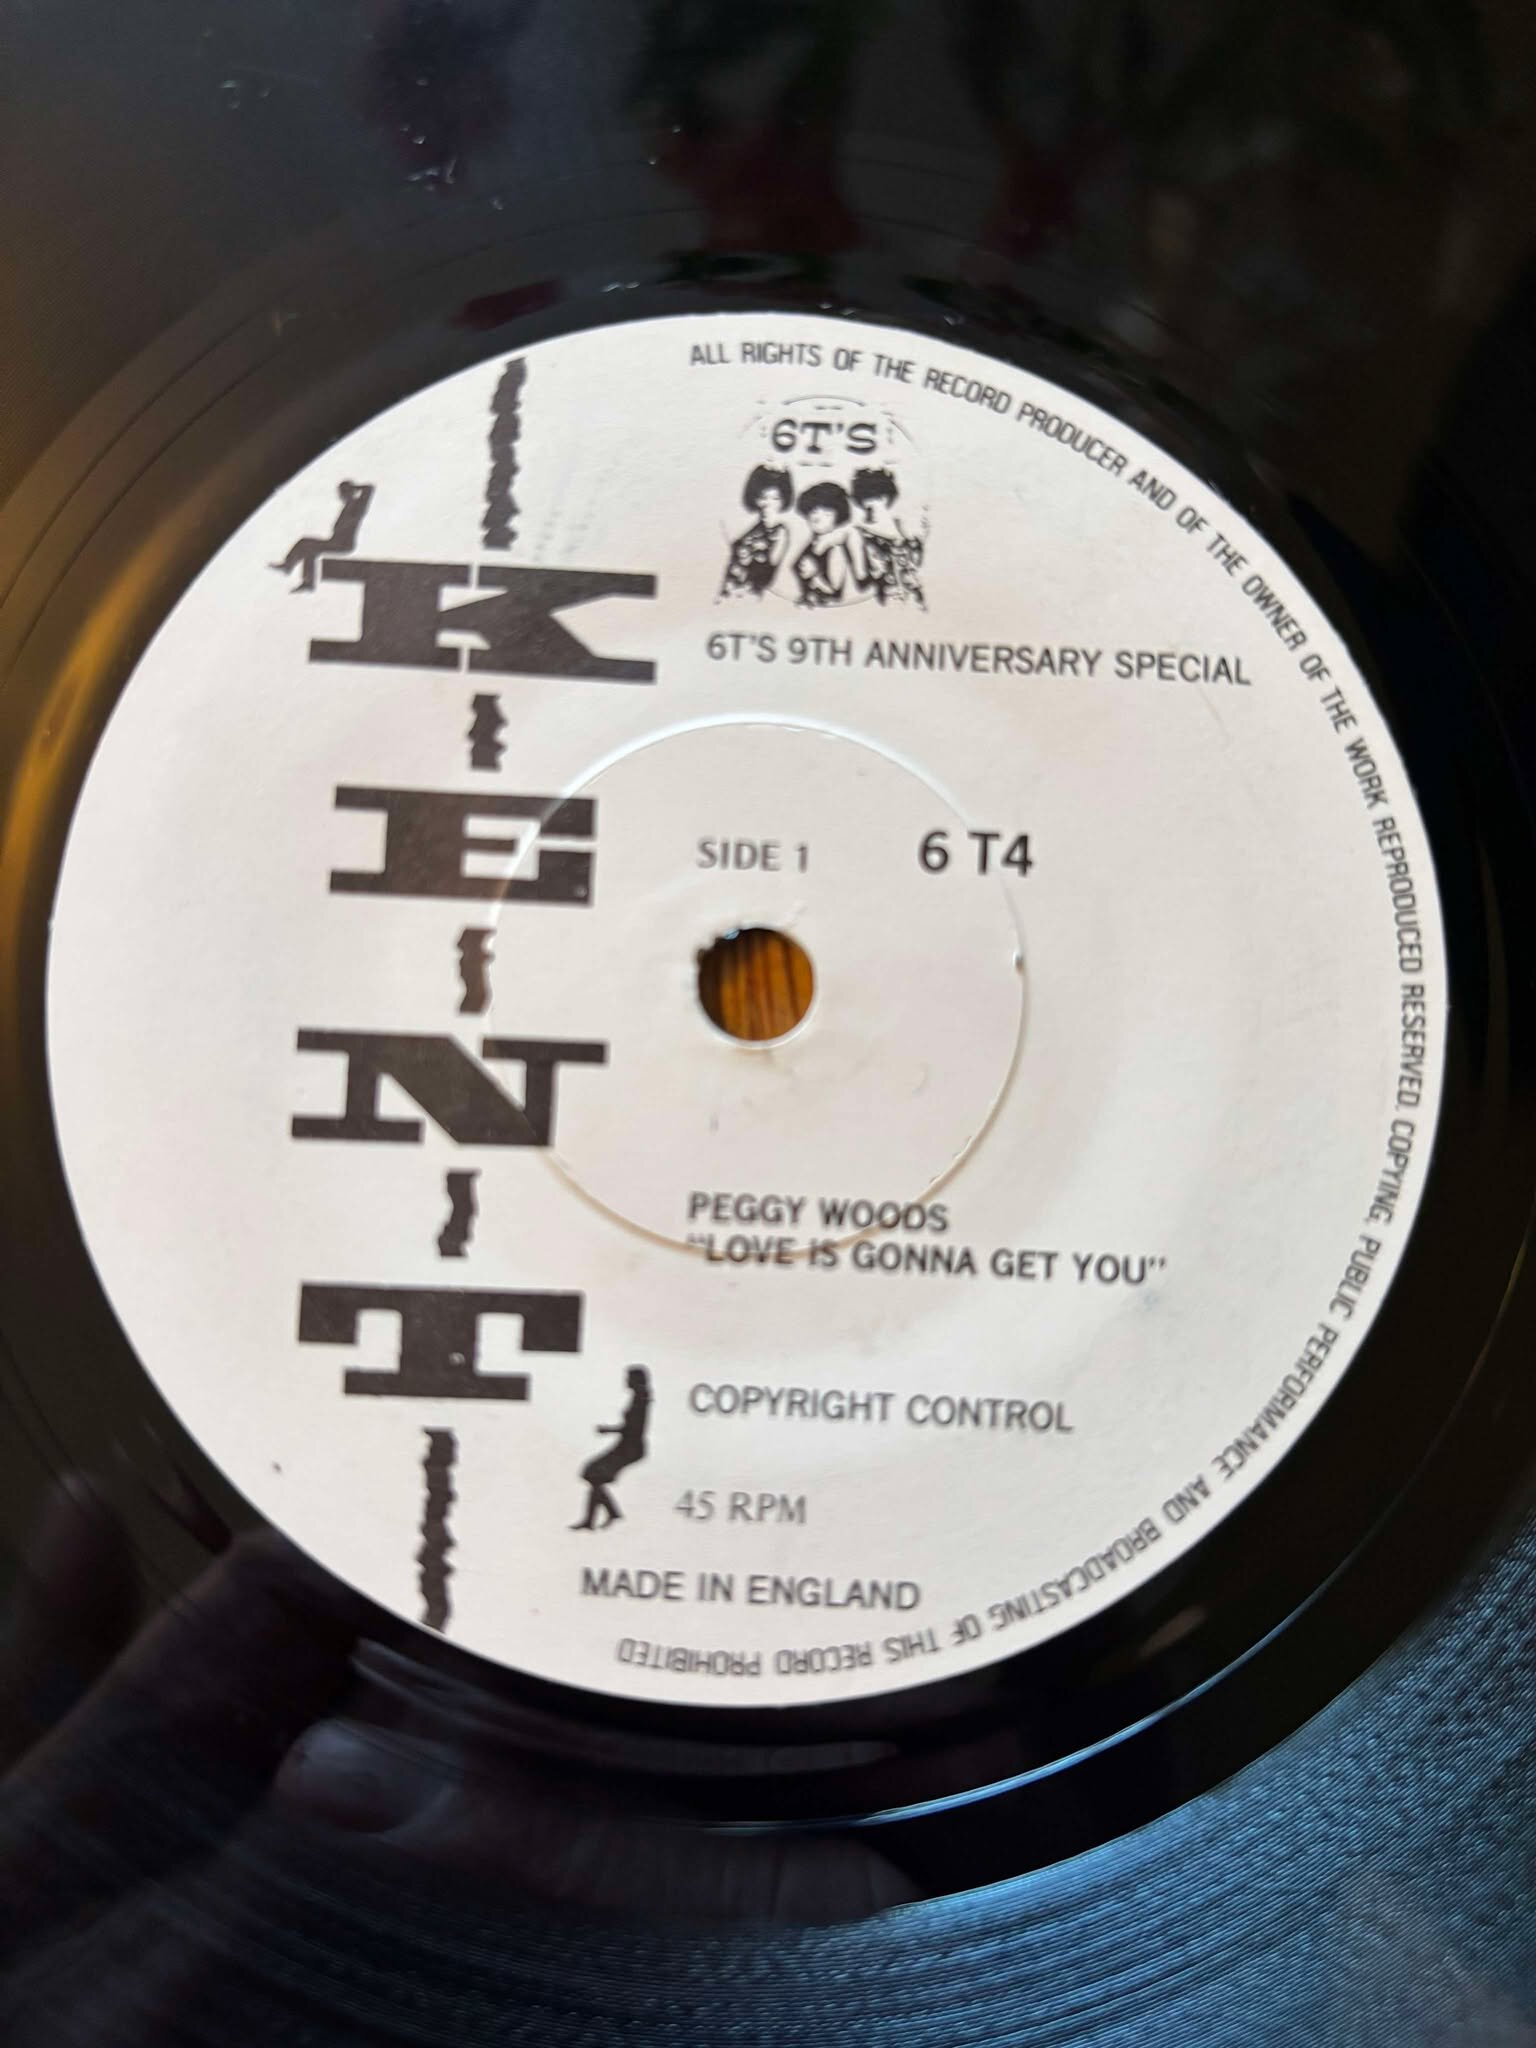 ALL RIGHTS OF THE RECORD PRODUCER AND OF THE OWNER OF THE WORK REPRODUCED RESERVED. COPYING, PUBLIC PERFORMANCE AND BROADCASTING OF THIS RECORD PROHIBITED
6T'S
KENT
6T'S 9TH ANNIVERSARY SPECIAL
SIDE 1 6 T4
PEGGY WOODS
"LOVE IS GONNA GET YOU"
COPYRIGHT CONTROL
45 RPM
MADE IN ENGLAND